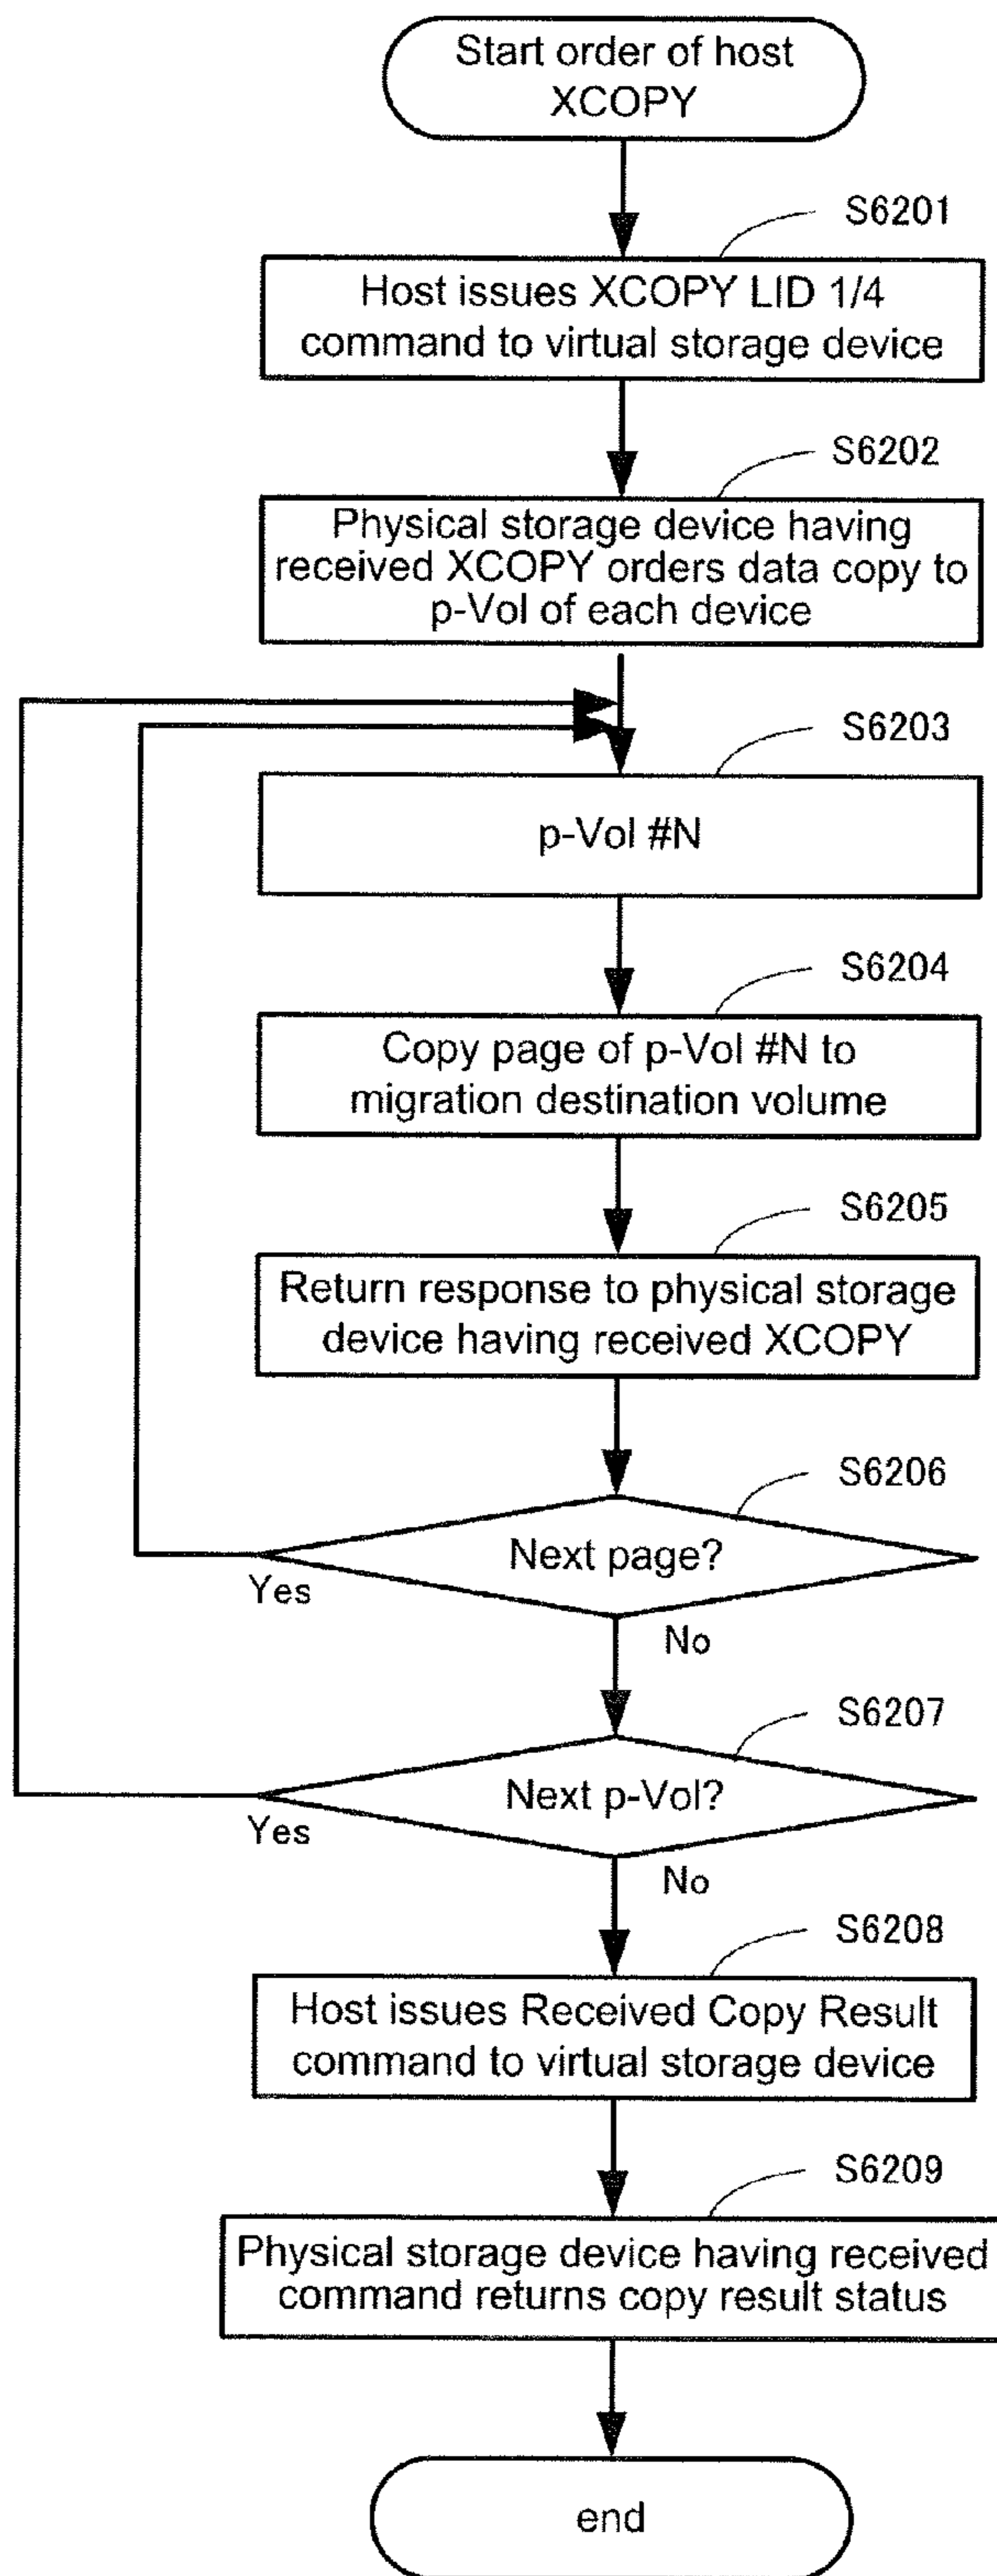 Start order of host
XCOPY
S6201
Host issues XCOPY LID 1/4
command to virtual storage device
S6202
Physical storage device having
received XCOPY orders data copy to
p-Vol of each device
S6203
p-Vol #N
S6204
Copy page of p-Vol #N to
migration destination volume
S6205
Return response to physical storage
device having received XCOPY
S6206
Next page?
Yes
No
S6207
Next p-Vol?
Yes
No
S6208
Host issues Received Copy Result
command to virtual storage device
S6209
Physical storage device having received
command returns copy result status
end